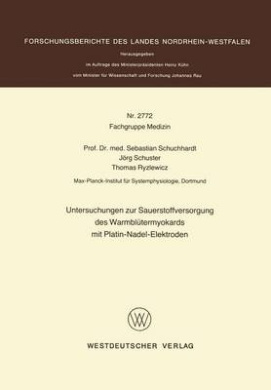 FORSCHUNGSBERICHTE DES LANDES NORDRHEIN-WESTFALEN
Herausgegeben
im Auftrage des Ministerpräsidenten Heinz Kühn
vom Minister für Wissenschaft und Forschung Johannes Rau
Nr. 2772
Fachgruppe Medizin
Prof. Dr. med. Sebastian Schuchhardt
Jörg Schuster
Thomas Ryzlewicz
Max-Planck-Institut für Systemphysiologie, Dortmund
Untersuchungen zur Sauerstoffversorgung
des Warmblütermyokards
mit Platin-Nadel-Elektroden
WESTDEUTSCHER VERLAG